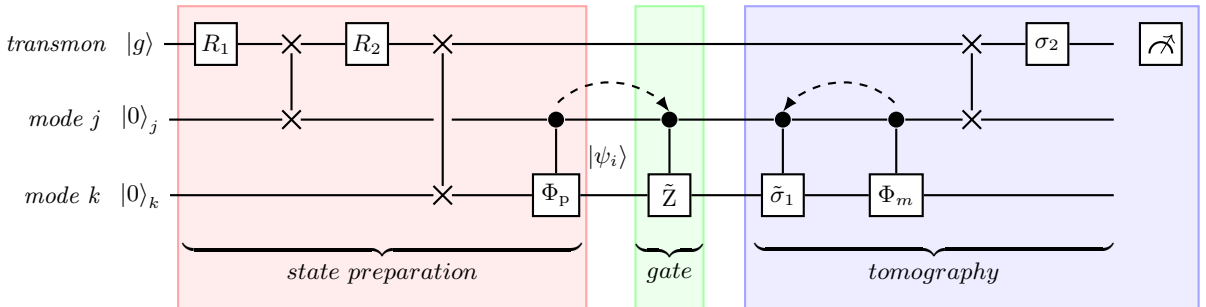 transmon |g⟩ R₁ R₂ σ₂
mode j |0⟩ⱼ
|ψᵢ⟩
mode k |0⟩ₖ Φₚ Z̃ σ̃₁ Φₘ
state preparation gate tomography